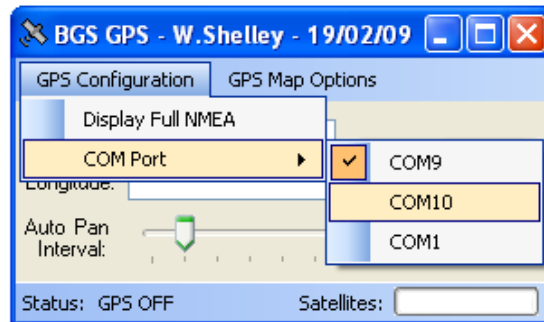 BGS GPS - W.Shelley - 19/02/09
GPS Configuration GPS Map Options
Display Full NMEA
COM Port
COM9
Longitude:
COM10
Auto Pan
Interval:
COM1
Status: GPS OFF Satellites: